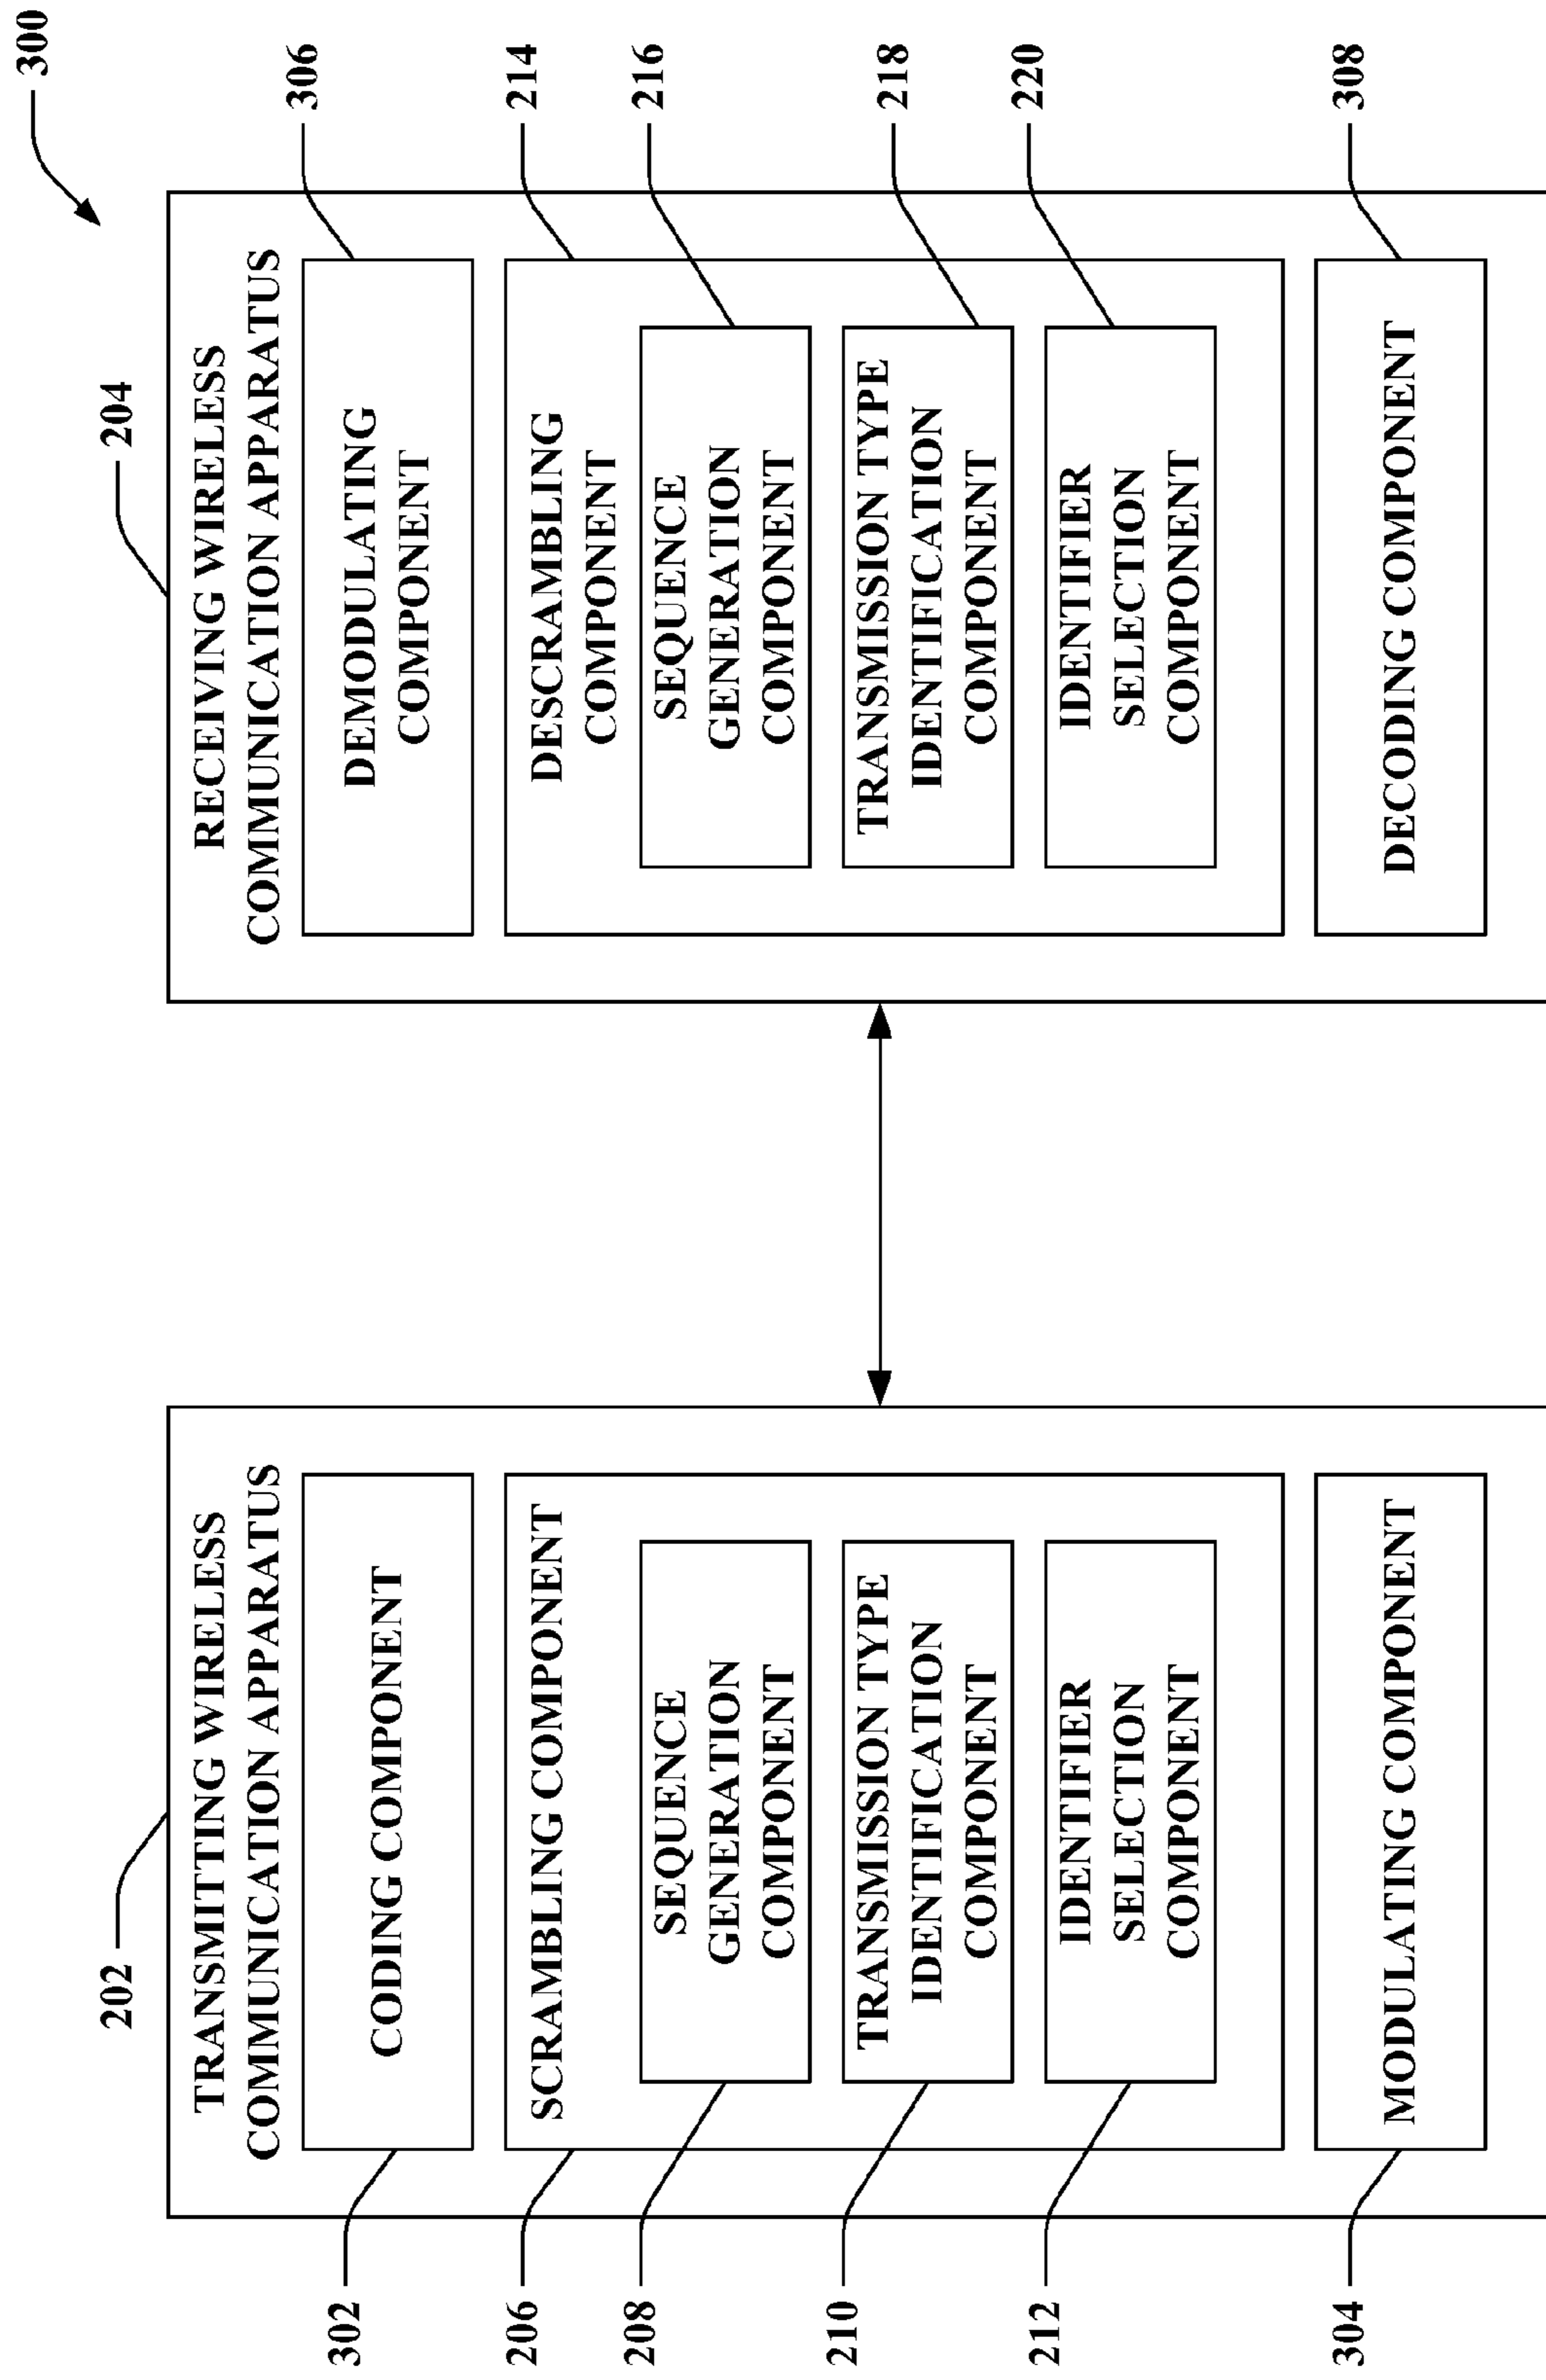 300
202
TRANSMITTING WIRELESS
COMMUNICATION APPARATUS
302
CODING COMPONENT
206
SCRAMBLING COMPONENT
208
SEQUENCE
GENERATION
COMPONENT
210
TRANSMISSION TYPE
IDENTIFICATION
COMPONENT
212
IDENTIFIER
SELECTION
COMPONENT
304
MODULATING COMPONENT
204
RECEIVING WIRELESS
COMMUNICATION APPARATUS
306
DEMODULATING
COMPONENT
214
DESCRAMBLING
COMPONENT
216
SEQUENCE
GENERATION
COMPONENT
218
TRANSMISSION TYPE
IDENTIFICATION
COMPONENT
220
IDENTIFIER
SELECTION
COMPONENT
308
DECODING COMPONENT